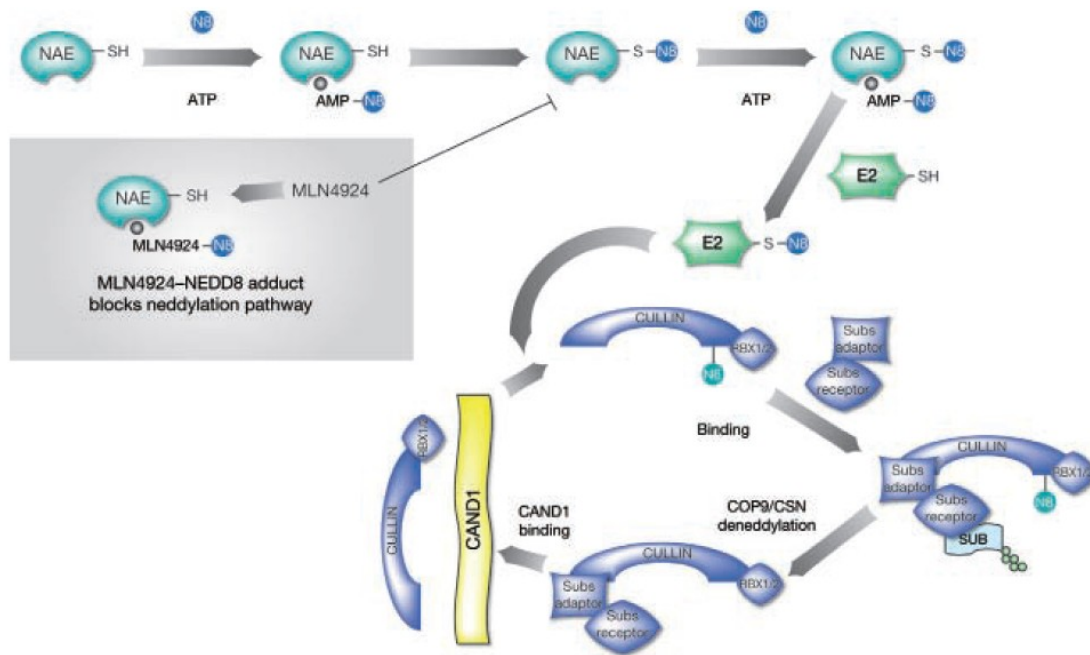 N8
N8
NAE
SH
NAE
SH
NAE
S
N8
NAE
S
N8
ATP
AMP
N8
ATP
AMP
N8
NAE
SH
MLN4924
MLN4924
N8
MLN4924–NEDD8 adduct
blocks neddylation pathway
E2
SH
E2
S
N8
CULLIN
RBX1/2
N8
Subs
adaptor
Subs
receptor
Binding
CULLIN
RBX1/2
Subs
adaptor
N8
Subs
receptor
SUB
RBX1/2
CULLIN
CAND1
CAND1
binding
COP9/CSN
deneddylation
CULLIN
RBX1/2
Subs
adaptor
Subs
receptor